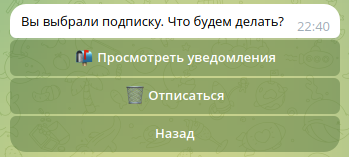 Вы выбрали подписку. Что будем делать?
22:40
📬 Просмотреть уведомления
🗑 Отписаться
Назад